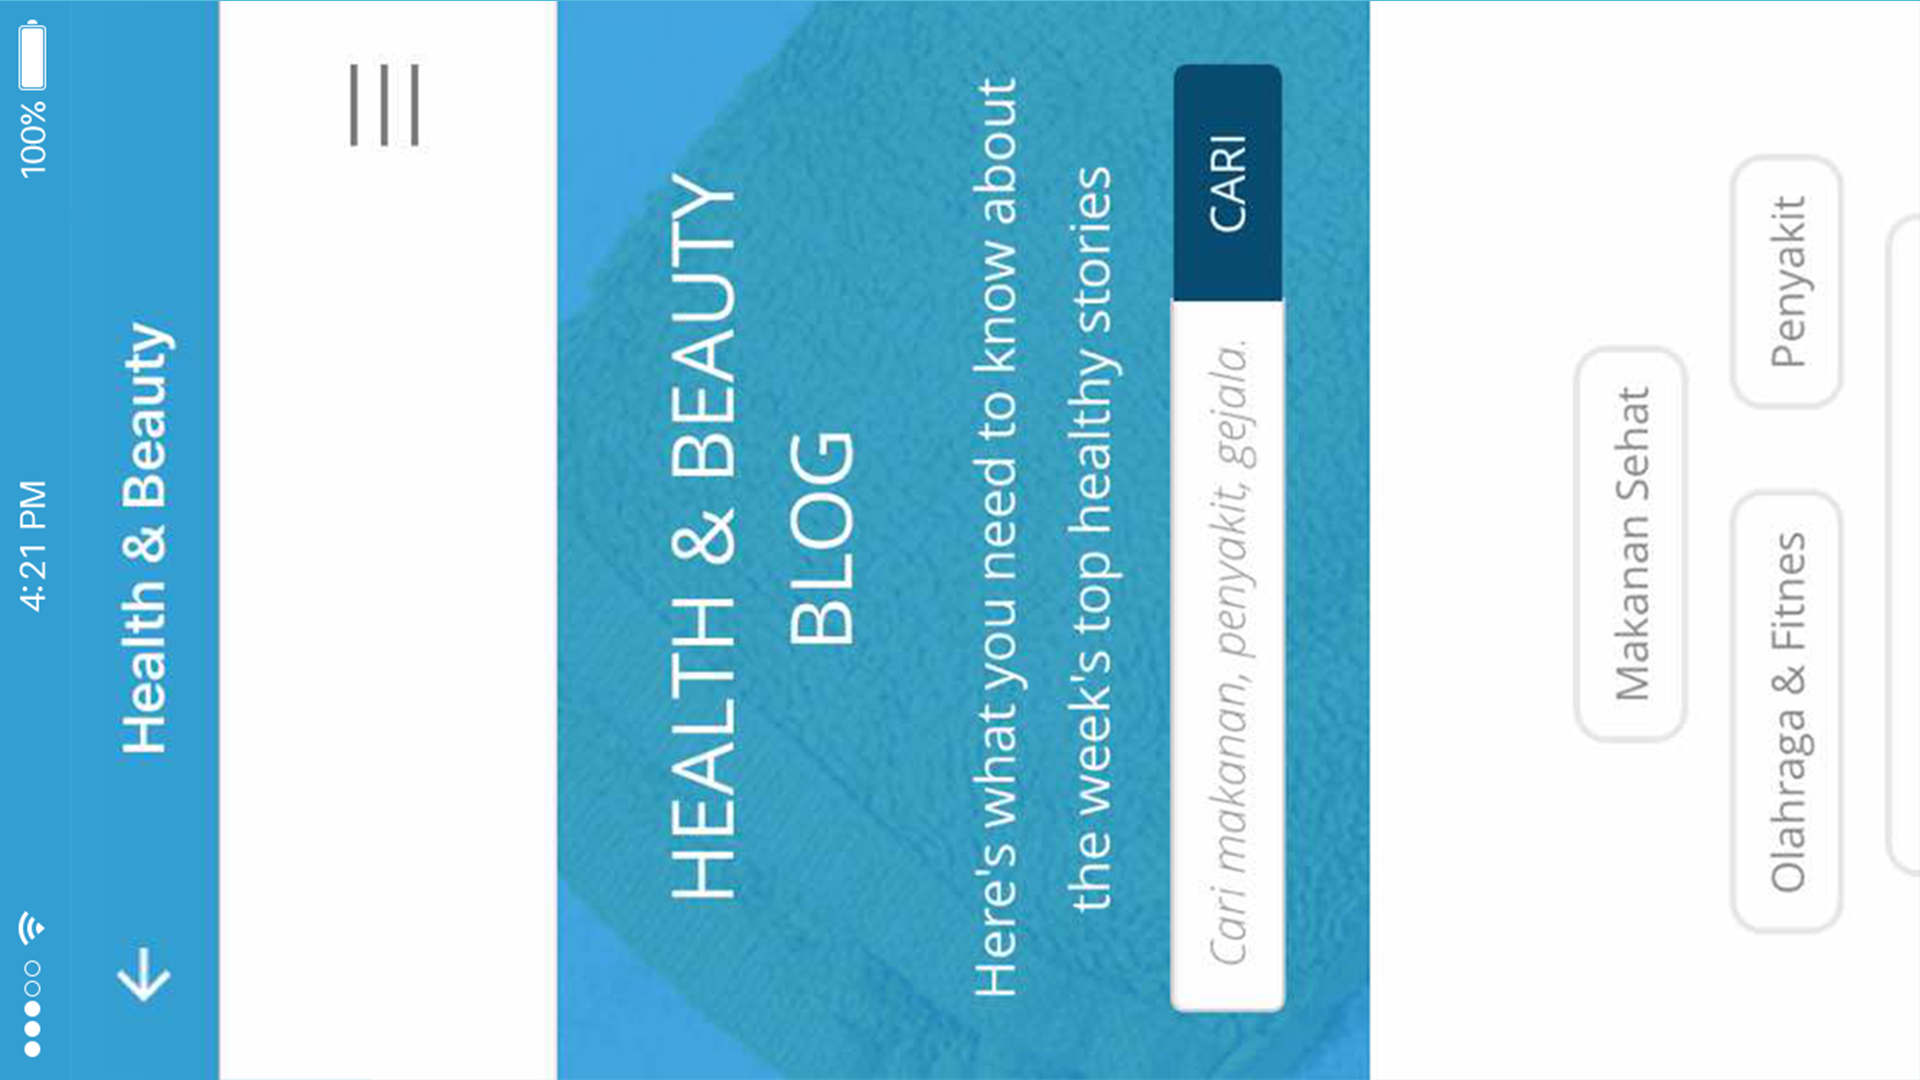 4:21 PM
100%
Health & Beauty
HEALTH & BEAUTY
BLOG
Here's what you need to know about
the week's top healthy stories
Cari makanan, penyakit, gejala.
CARI
Makanan Sehat
Olahraga & Fitnes
Penyakit